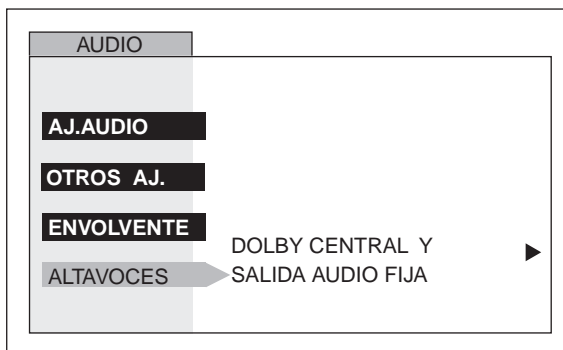 AUDIO
AJ.AUDIO
OTROS AJ.
ENVOLVENTE
ALTAVOCES
DOLBY CENTRAL Y
SALIDA AUDIO FIJA